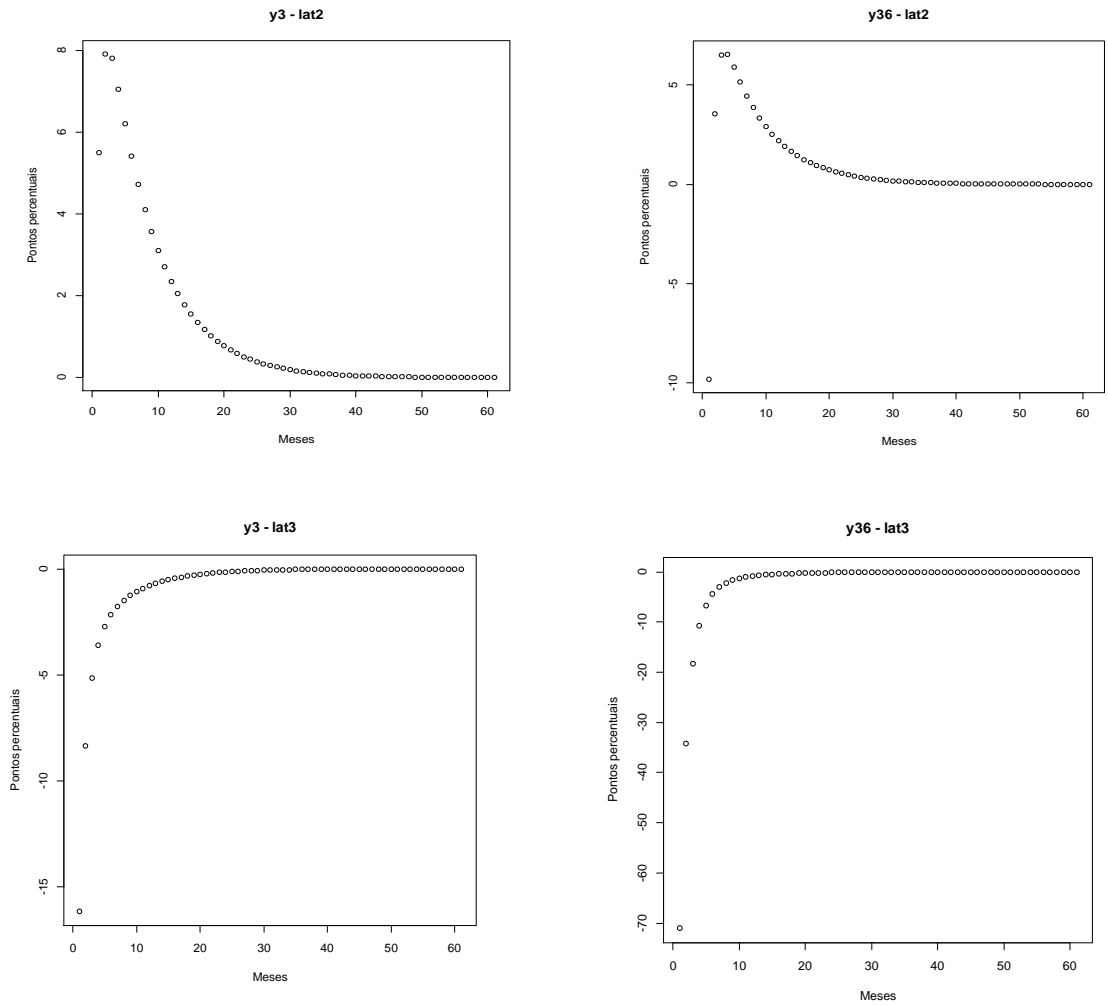 y3 - lat2
Pontos percentuais
8
6
4
2
0
0 10 20 30 40 50 60
Meses
y36 - lat2
Pontos percentuais
5
0
-5
-10
0 10 20 30 40 50 60
Meses
y3 - lat3
Pontos percentuais
0
-5
-10
-15
0 10 20 30 40 50 60
Meses
y36 - lat3
Pontos percentuais
0
-10
-20
-30
-40
-50
-60
-70
0 10 20 30 40 50 60
Meses